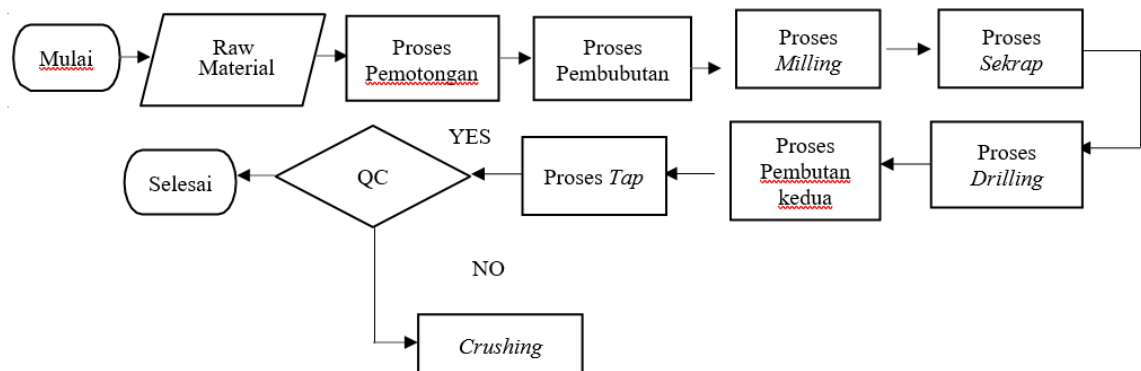 Mulai
Raw
Material
Proses
Pemotongan
Proses
Pembubutan
Proses
Milling
Proses
Sekrap
Proses
Drilling
Proses
Pembutan
kedua
Proses Tap
YES
QC
Selesai
NO
Crushing